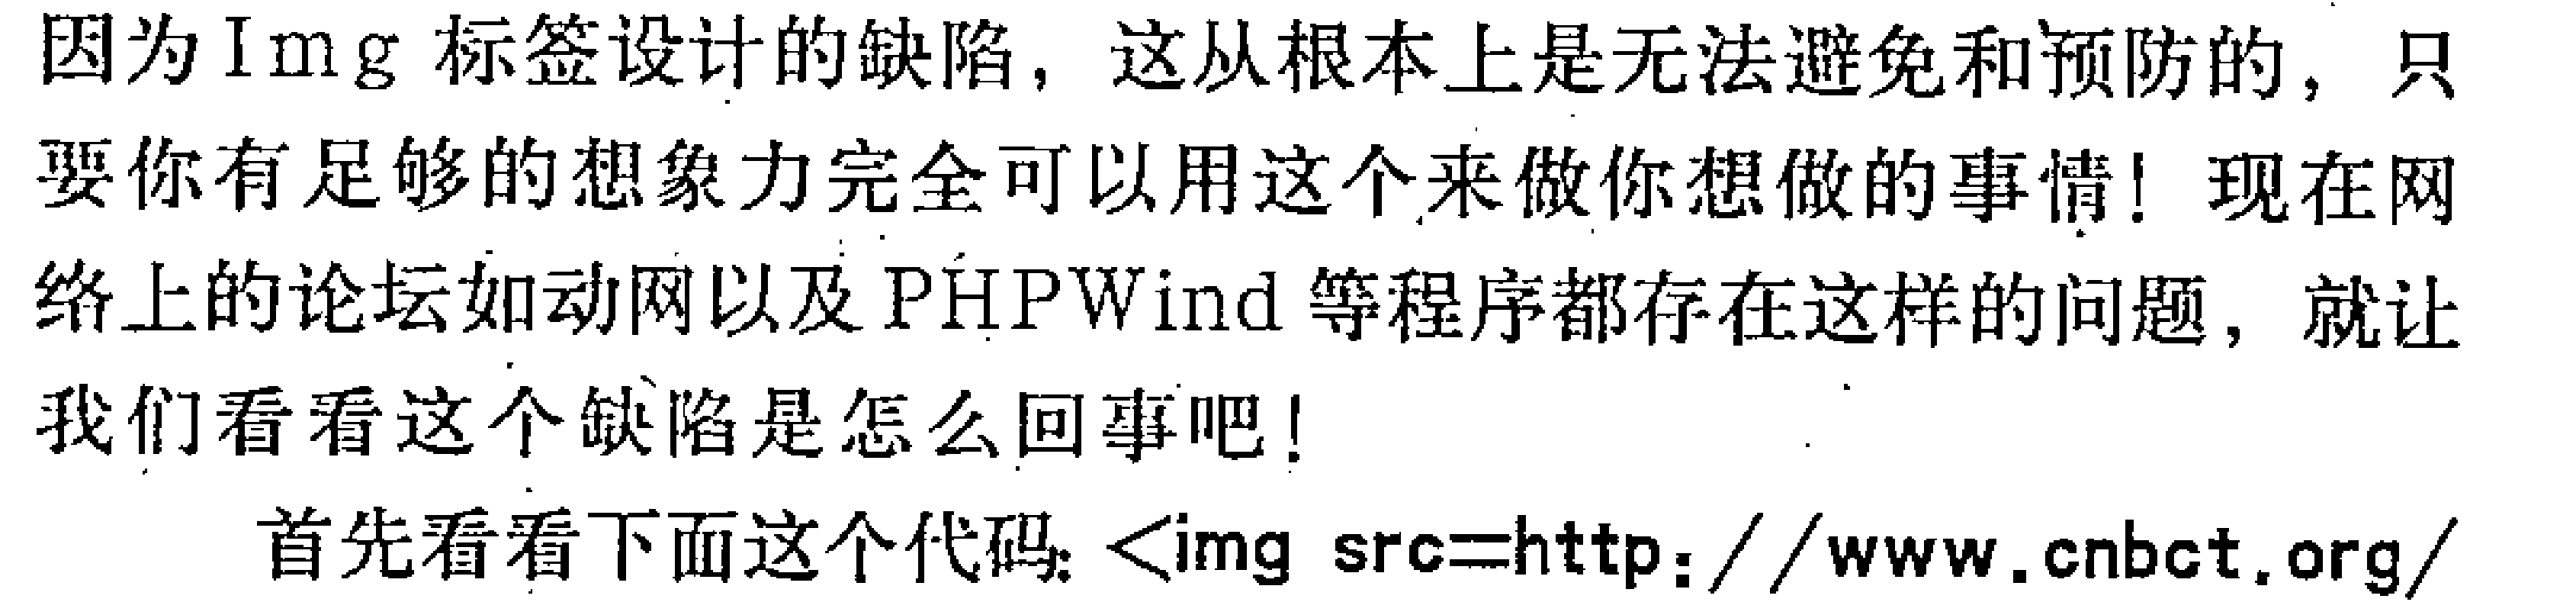 因为Img 标签设计的缺陷，这从根本上是无法避免和预防的，只
要你有足够的想象力完全可以用这个来做你想做的事情！现在网
络上的论坛如动网以及PHPWind 等程序都存在这样的问题，就让
我们看看这个缺陷是怎么回事吧！
首先看看下面这个代码：<img src=http://www.cnbct.org/